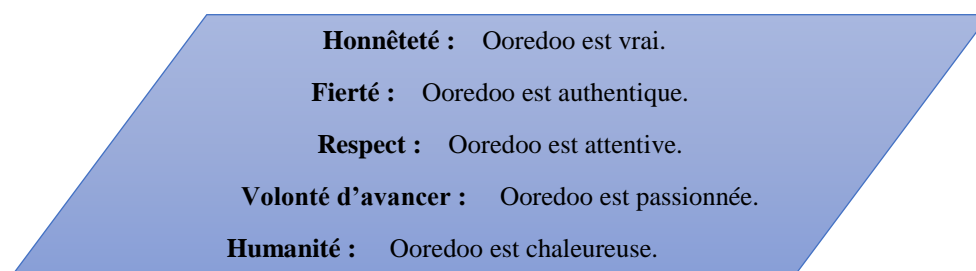 Honnêteté : Ooredoo est vrai.
Fierté : Ooredoo est authentique.
Respect : Ooredoo est attentive.
Volonté d’avancer : Ooredoo est passionnée.
Humanité : Ooredoo est chaleureuse.